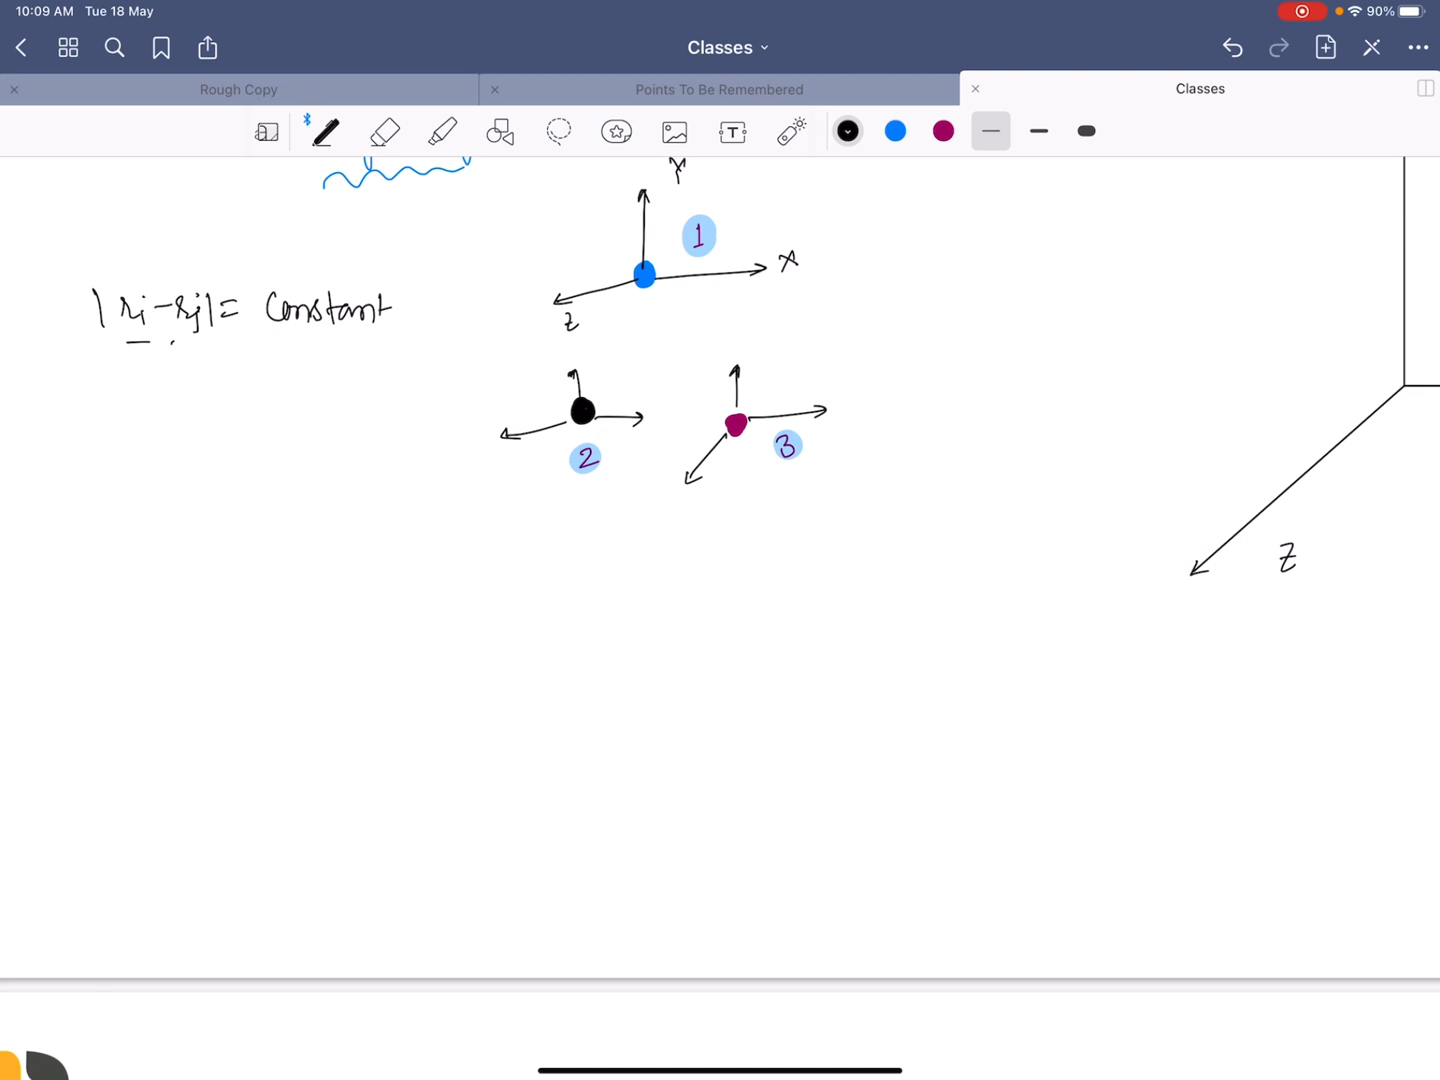 10:09 AM Tue 18 May
90%
Classes
Rough Copy
Points To Be Remembered
Classes
T
Y
1
X
|ri-rj|= Constant
Z
2
3
Z